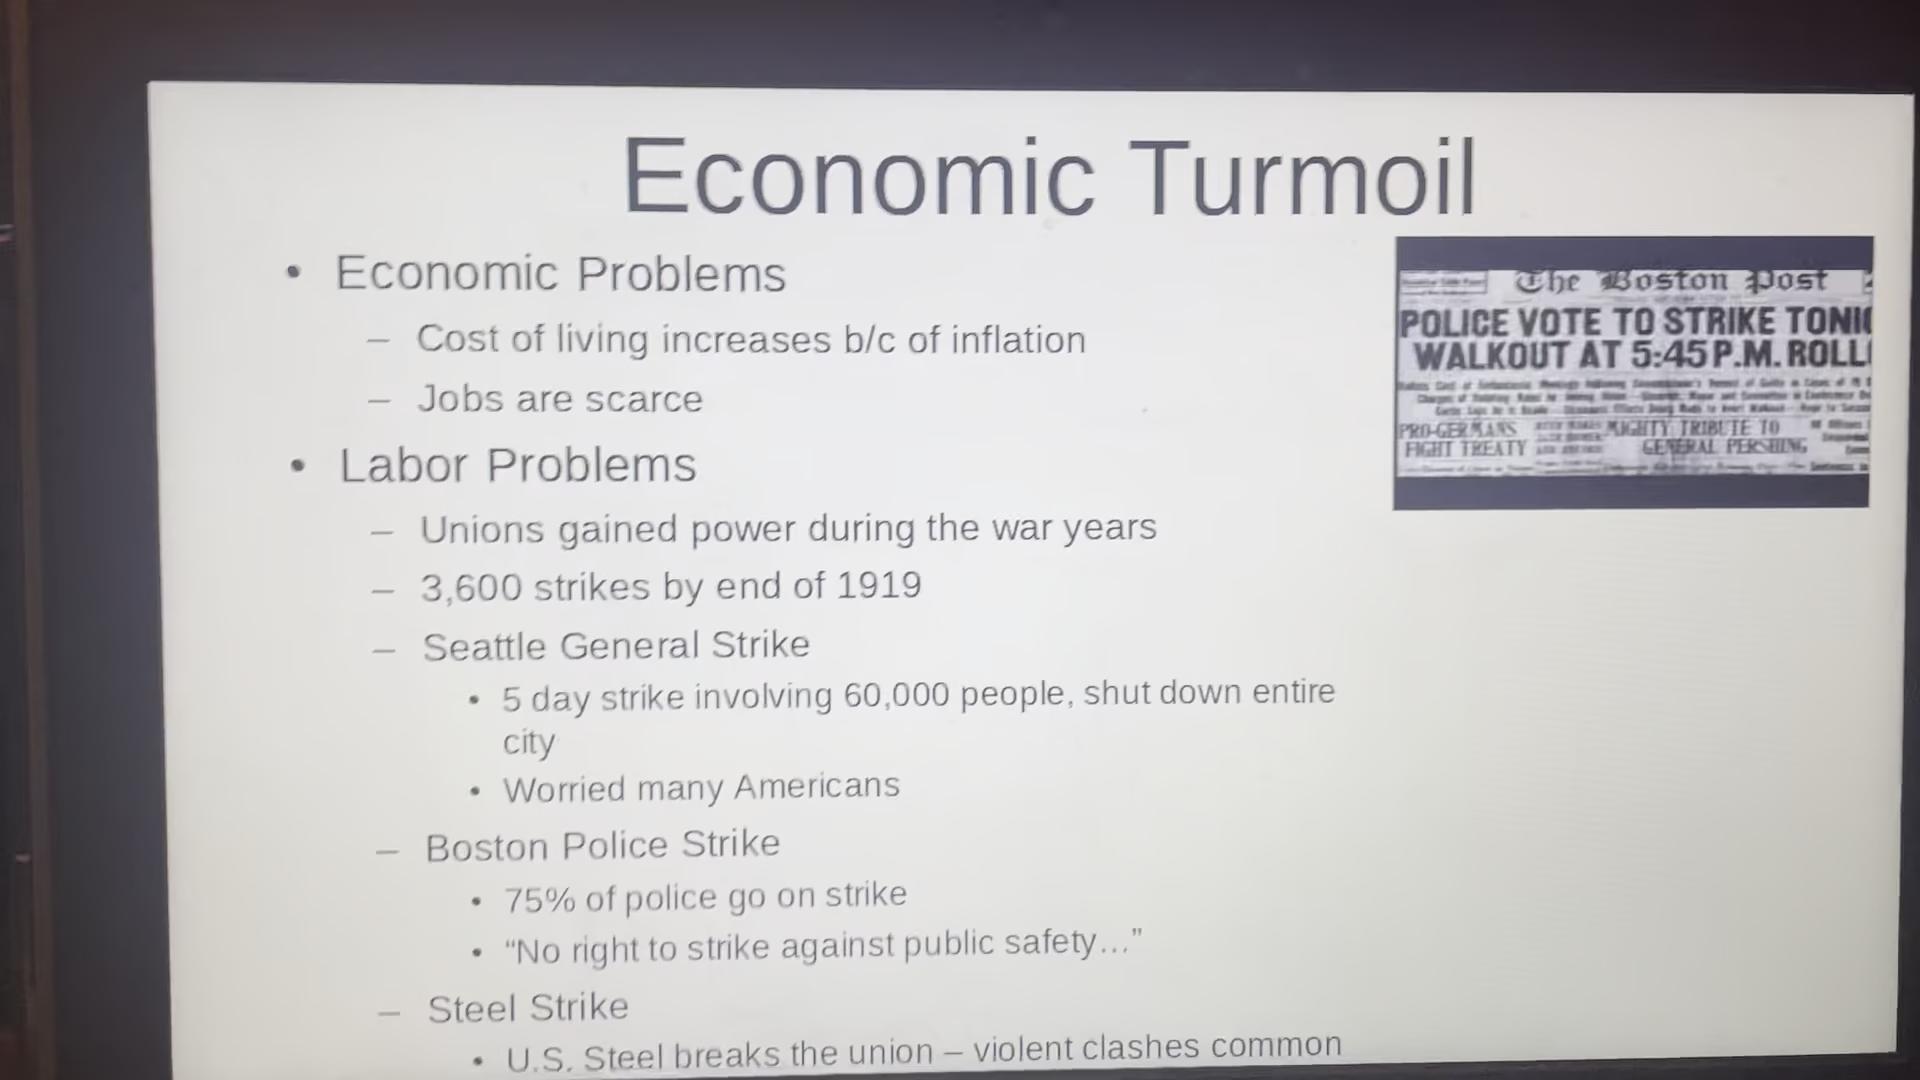 Economic Turmoil
• Economic Problems
– Cost of living increases b/c of inflation
– Jobs are scarce
• Labor Problems
– Unions gained power during the war years
– 3,600 strikes by end of 1919
– Seattle General Strike
• 5 day strike involving 60,000 people, shut down entire
city
• Worried many Americans
– Boston Police Strike
• 75% of police go on strike
• “No right to strike against public safety…”
– Steel Strike
• U.S. Steel breaks the union – violent clashes common
The Boston Post
POLICE VOTE TO STRIKE
WALKOUT AT 5:45 P.M.
PRO-GERMANS
FIGHT TREATY
MIGHTY TRIBUTE TO
GENERAL PERSHING